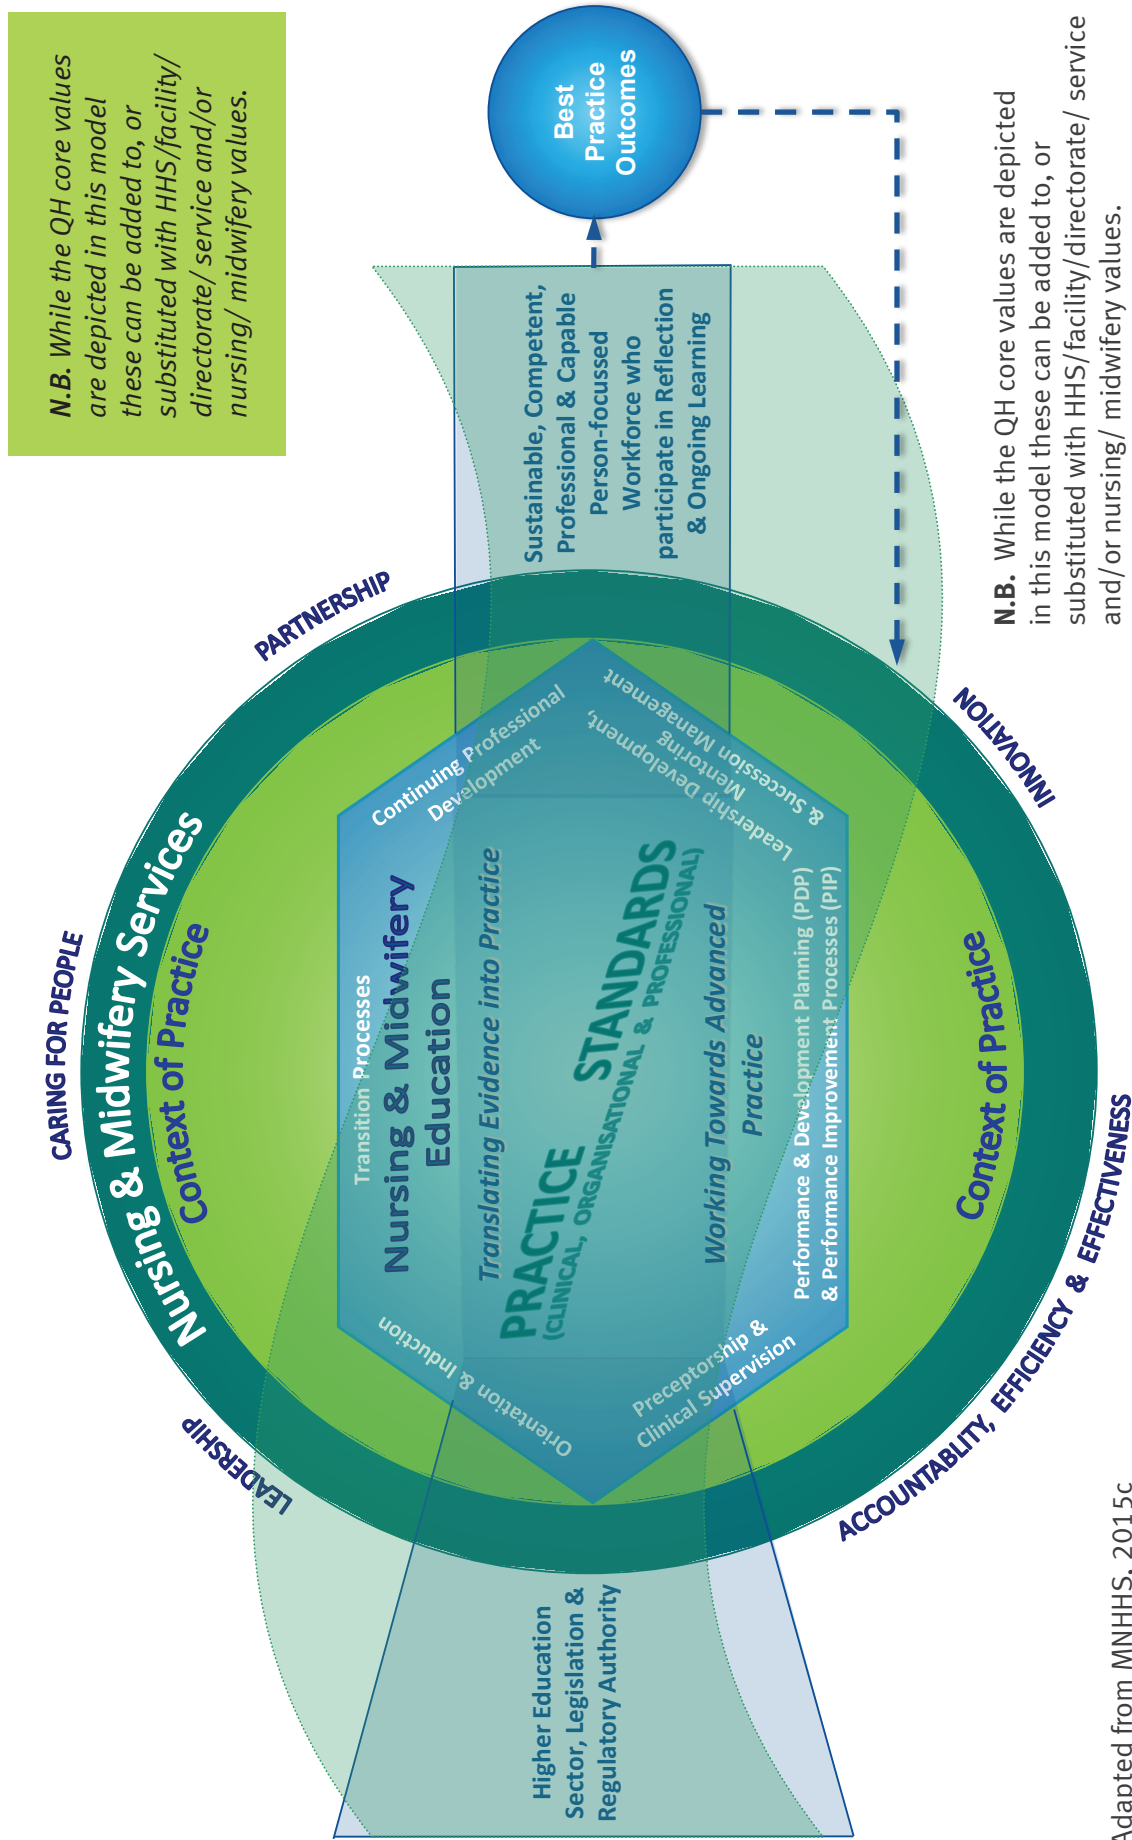 N.B. While the QH core values
are depicted in this model
these can be added to, or
substituted with HHS/facility/
directorate/ service and/or
nursing/ midwifery values.
CARING FOR PEOPLE
LEADERSHIP
PARTNERSHIP
Nursing & Midwifery Services
Context of Practice
Transition Processes
Orientation & Induction
Continuing Professional
Development
Nursing & Midwifery
Education
Translating Evidence into Practice
PRACTICE STANDARDS
(CLINICAL, ORGANISATIONAL & PROFESSIONAL)
Working Towards Advanced
Practice
Leadership Development,
Mentoring
& Succession Management
Preceptorship &
Clinical Supervision
Performance & Development Planning (PDP)
& Performance Improvement Processes (PIP)
Context of Practice
Higher Education
Sector, Legislation &
Regulatory Authority
Sustainable, Competent,
Professional & Capable
Person-focussed
Workforce who
participate in Reflection
& Ongoing Learning
Best
Practice
Outcomes
INNOVATION
ACCOUNTABLITY, EFFICIENCY & EFFECTIVENESS
N.B. While the QH core values are depicted
in this model these can be added to, or
substituted with HHS/facility/directorate/ service
and/or nursing/ midwifery values.
Adapted from MNHHS, 2015c